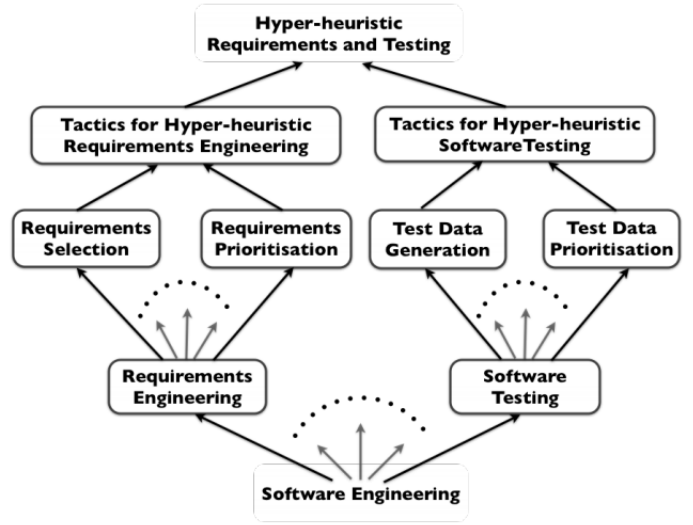 Hyper-heuristic
Requirements and Testing
Tactics for Hyper-heuristic
Requirements Engineering
Tactics for Hyper-heuristic
SoftwareTesting
Requirements
Selection
Requirements
Prioritisation
Test Data
Generation
Test Data
Prioritisation
Requirements
Engineering
Software
Testing
Software Engineering